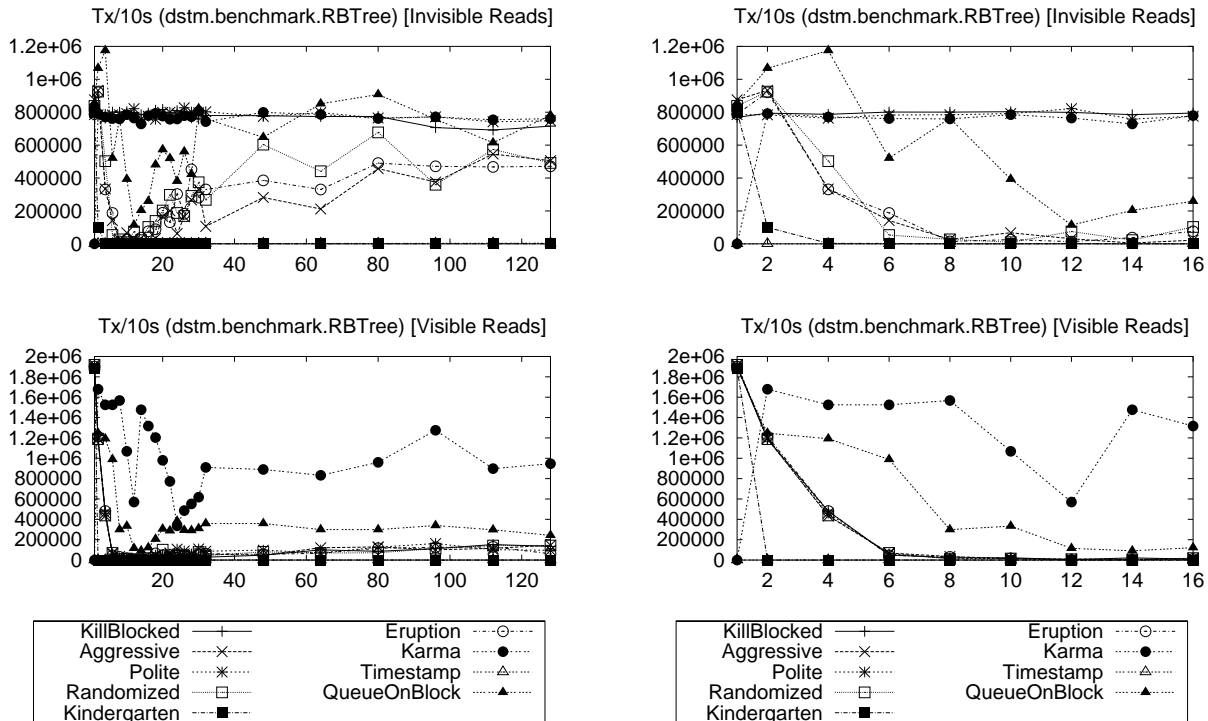 Tx/10s (dstm.benchmark.RBTree) [Invisible Reads]
1.2e+06
1e+06
800000
600000
400000
200000
0
20 40 60 80 100 120
Tx/10s (dstm.benchmark.RBTree) [Invisible Reads]
1.2e+06
1e+06
800000
600000
400000
200000
0
2 4 6 8 10 12 14 16
Tx/10s (dstm.benchmark.RBTree) [Visible Reads]
2e+06
1.8e+06
1.6e+06
1.4e+06
1.2e+06
1e+06
800000
600000
400000
200000
0
20 40 60 80 100 120
Tx/10s (dstm.benchmark.RBTree) [Visible Reads]
2e+06
1.8e+06
1.6e+06
1.4e+06
1.2e+06
1e+06
800000
600000
400000
200000
0
2 4 6 8 10 12 14 16
KillBlocked
Aggressive
Polite
Randomized
Kindergarten
Eruption
Karma
Timestamp
QueueOnBlock
KillBlocked
Aggressive
Polite
Randomized
Kindergarten
Eruption
Karma
Timestamp
QueueOnBlock